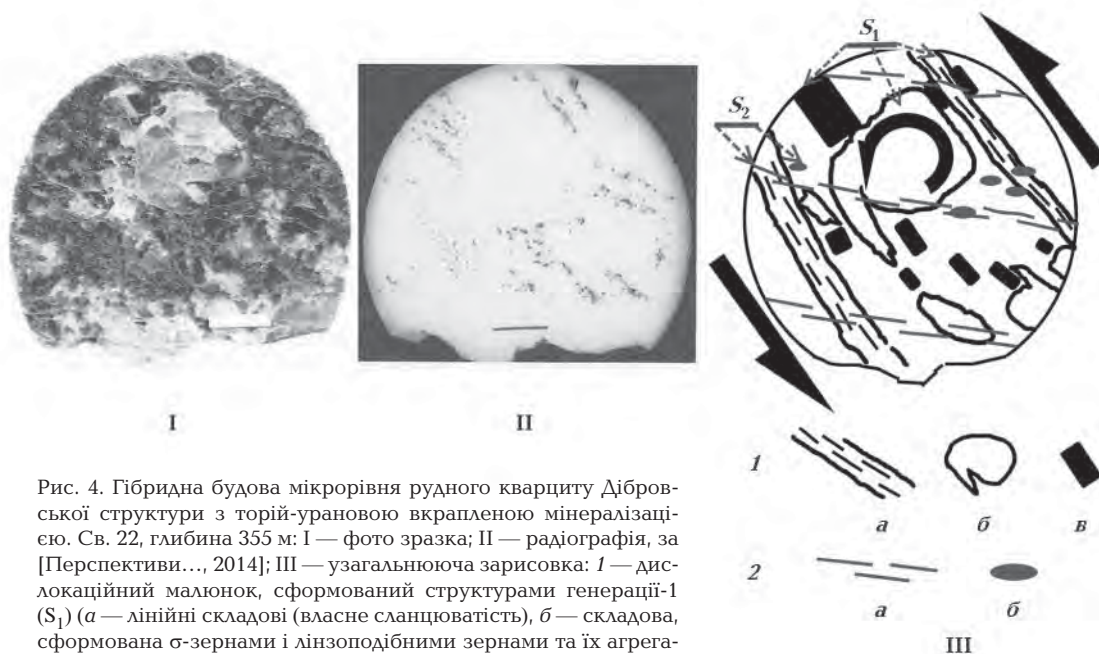 S₁
S₂
I
II
1
а
б
в
2
а
б
III
Рис. 4. Гібридна будова мікрорівня рудного кварциту Дібров-
ської структури з торій-урановою вкрапленою мінералізаці-
єю. Св. 22, глибина 355 м: I — фото зразка; II — радіографія, за
[Перспективи…, 2014]; III — узагальнююча зарисовка: 1 — дис-
локаційний малюнок, сформований структурами генерації-1
(S₁) (а — лінійні складові (власне сланцюватість), б — складова,
сформована σ-зернами і лінзоподібними зернами та їх агрега-